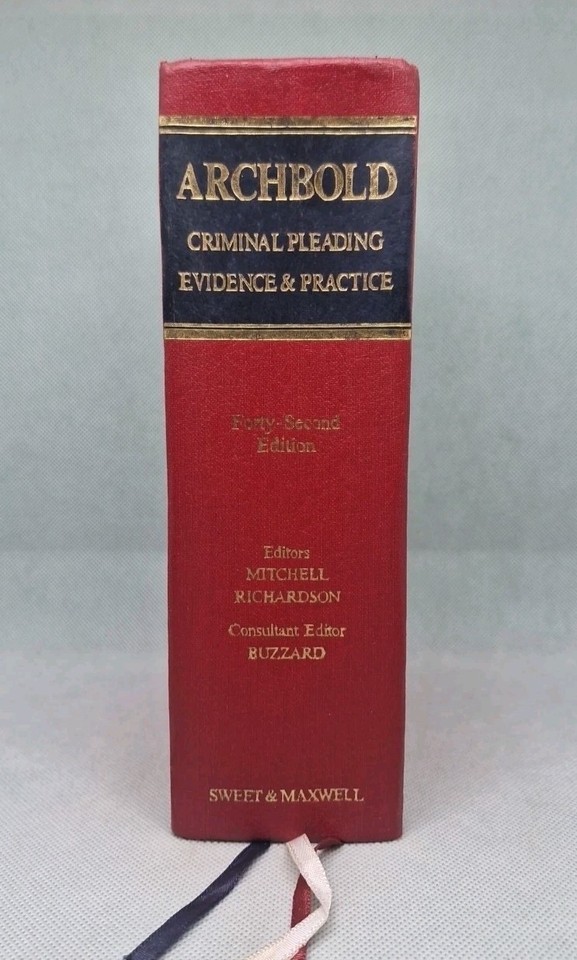 ARCHBOLD
CRIMINAL PLEADING
EVIDENCE & PRACTICE
Forty-Second
Edition
Editors
MITCHELL
RICHARDSON
Consultant Editor
BUZZARD
SWEET & MAXWELL